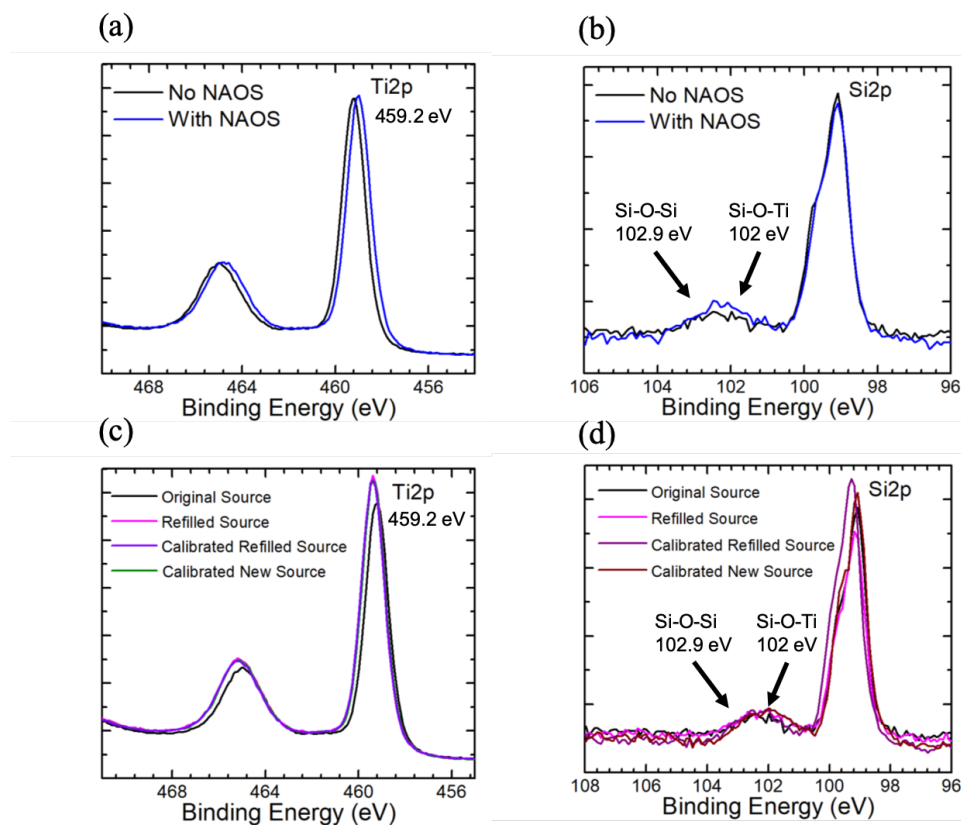 (a)
No NAOS
With NAOS
Ti2p
459.2 eV
468 464 460 456
Binding Energy (eV)
(b)
No NAOS
With NAOS
Si2p
Si-O-Si
102.9 eV
Si-O-Ti
102 eV
106 104 102 100 98 96
Binding Energy (eV)
(c)
Original Source
Refilled Source
Calibrated Refilled Source
Calibrated New Source
Ti2p
459.2 eV
468 464 460 456
Binding Energy (eV)
(d)
Original Source
Refilled Source
Calibrated Refilled Source
Calibrated New Source
Si2p
Si-O-Si
102.9 eV
Si-O-Ti
102 eV
108 106 104 102 100 98 96
Binding Energy (eV)